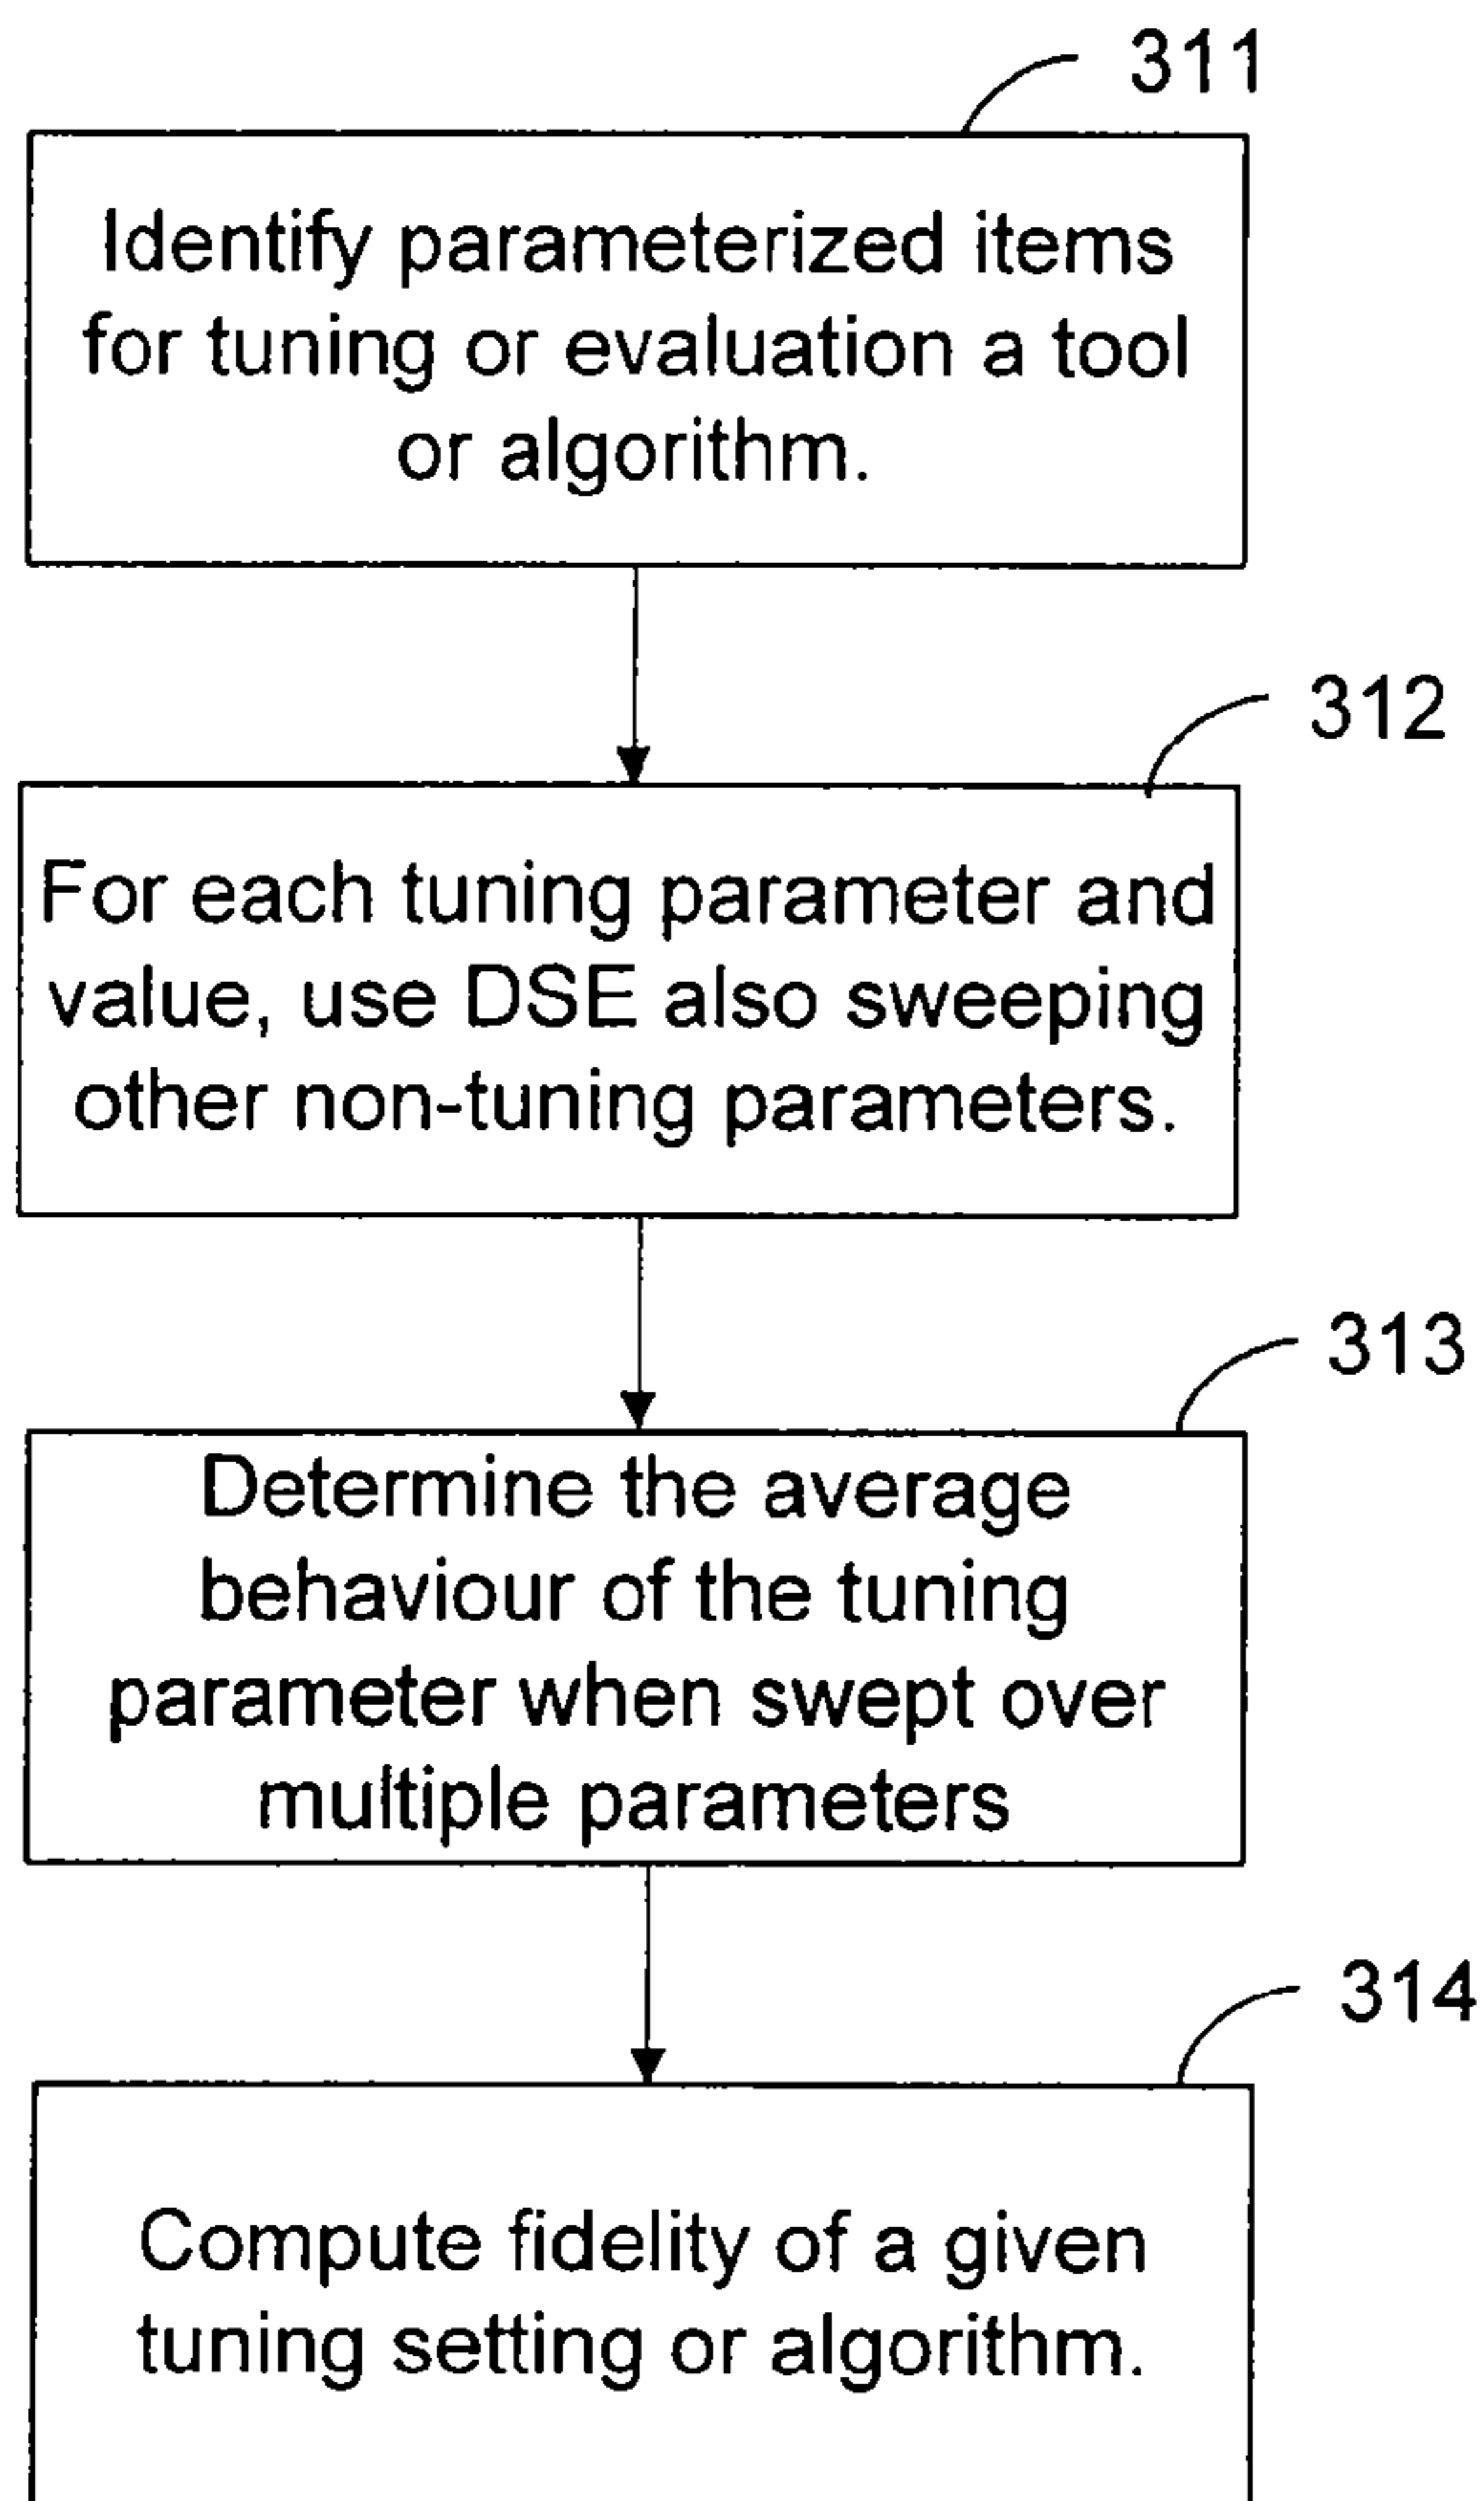 311
Identify parameterized items
for tuning or evaluation a tool
or algorithm.
312
For each tuning parameter and
value, use DSE also sweeping
other non-tuning parameters.
313
Determine the average
behaviour of the tuning
parameter when swept over
multiple parameters
314
Compute fidelity of a given
tuning setting or algorithm.